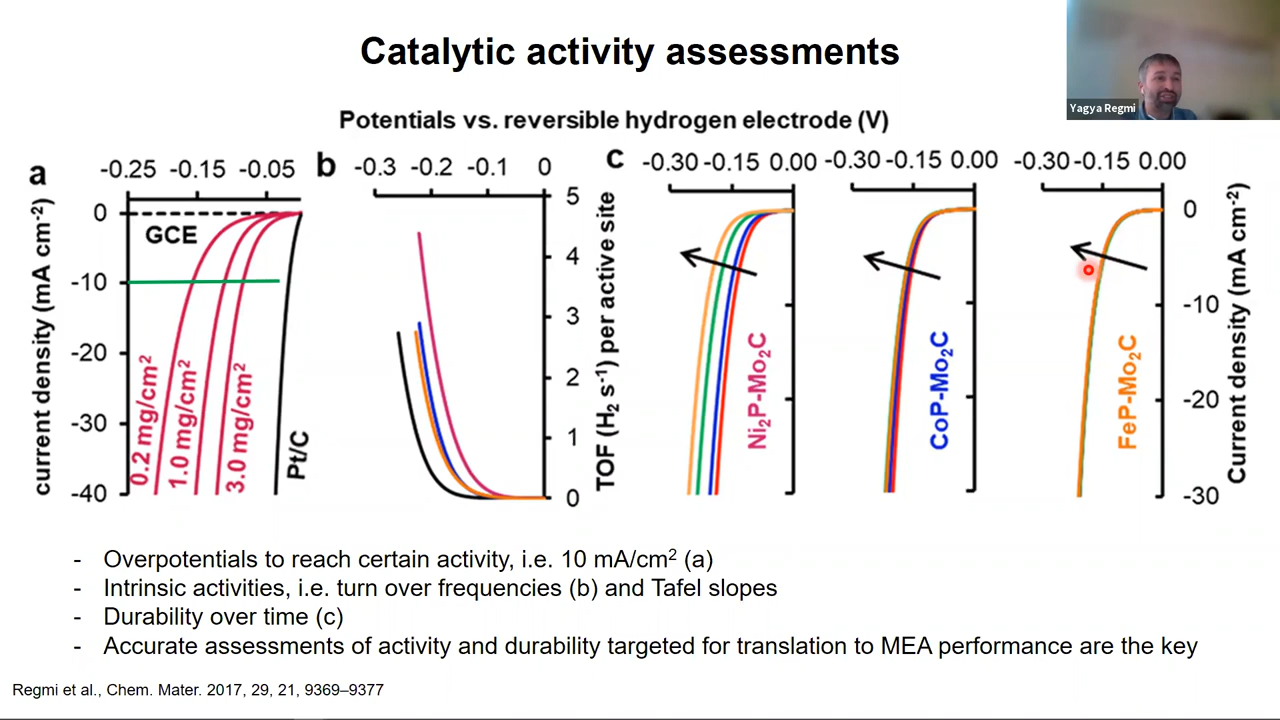 Catalytic activity assessments
Yagya Regmi
Potentials vs. reversible hydrogen electrode (V)
a
-0.25 -0.15 -0.05
b
-0.3 -0.2 -0.1 0
c
-0.30 -0.15 0.00 -0.30 -0.15 0.00 -0.30 -0.15 0.00
current density (mA cm⁻²)
0
-10
-20
-30
-40
GCE
0.2 mg/cm²
1.0 mg/cm²
3.0 mg/cm²
Pt/C
5
4
3
2
1
0
TOF (H₂ s⁻¹) per active site
Ni₂P-Mo₂C
CoP-Mo₂C
FeP-Mo₂C
0
-10
-20
-30
Current density (mA cm⁻²)
- Overpotentials to reach certain activity, i.e. 10 mA/cm² (a)
- Intrinsic activities, i.e. turn over frequencies (b) and Tafel slopes
- Durability over time (c)
- Accurate assessments of activity and durability targeted for translation to MEA performance are the key
Regmi et al., Chem. Mater. 2017, 29, 21, 9369–9377